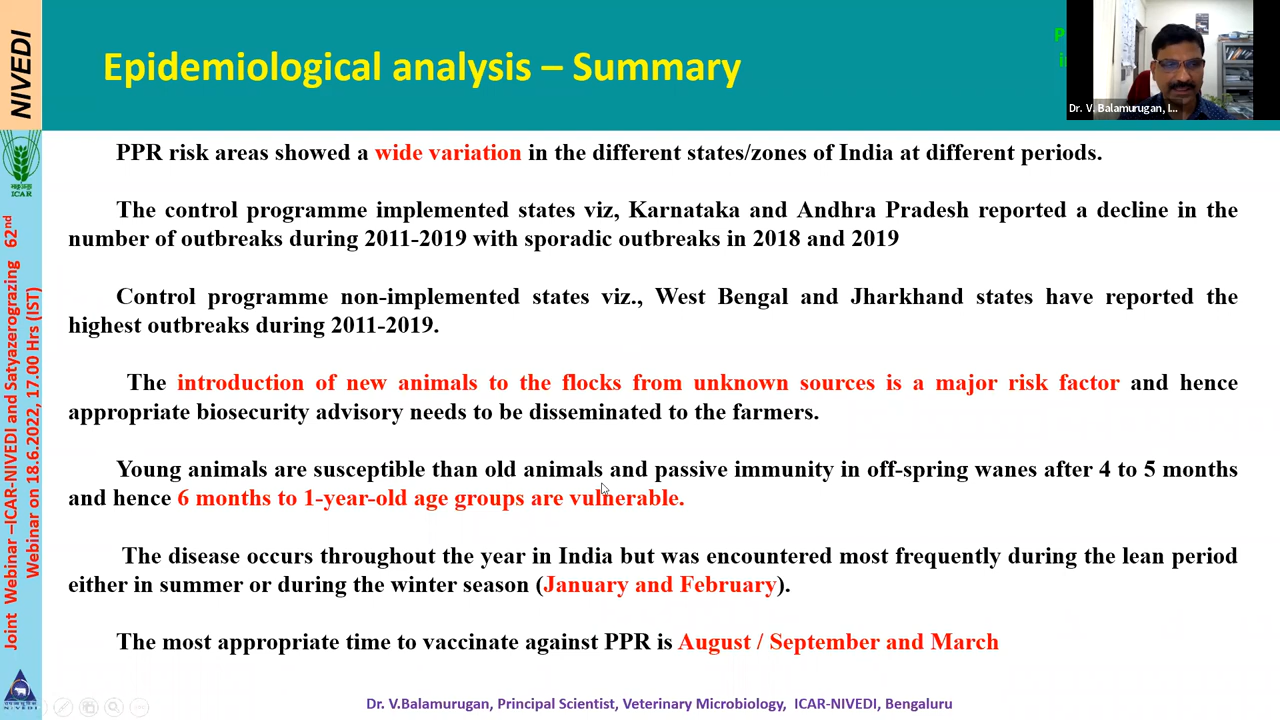 NIVEDI
Epidemiological analysis – Summary
Dr. V. Balamurugan, I...
ICAR
PPR risk areas showed a wide variation in the different states/zones of India at different periods.
The control programme implemented states viz, Karnataka and Andhra Pradesh reported a decline in the
number of outbreaks during 2011-2019 with sporadic outbreaks in 2018 and 2019
Control programme non-implemented states viz., West Bengal and Jharkhand states have reported the
highest outbreaks during 2011-2019.
The introduction of new animals to the flocks from unknown sources is a major risk factor and hence
appropriate biosecurity advisory needs to be disseminated to the farmers.
Young animals are susceptible than old animals and passive immunity in off-spring wanes after 4 to 5 months
and hence 6 months to 1-year-old age groups are vulnerable.
The disease occurs throughout the year in India but was encountered most frequently during the lean period
either in summer or during the winter season (January and February).
The most appropriate time to vaccinate against PPR is August / September and March
Joint Webinar –ICAR-NIVEDI and Satyazerograzing 62nd
Webinar on 18.6.2022, 17.00 Hrs (IST)
NIVEDI
Dr. V.Balamurugan, Principal Scientist, Veterinary Microbiology, ICAR-NIVEDI, Bengaluru